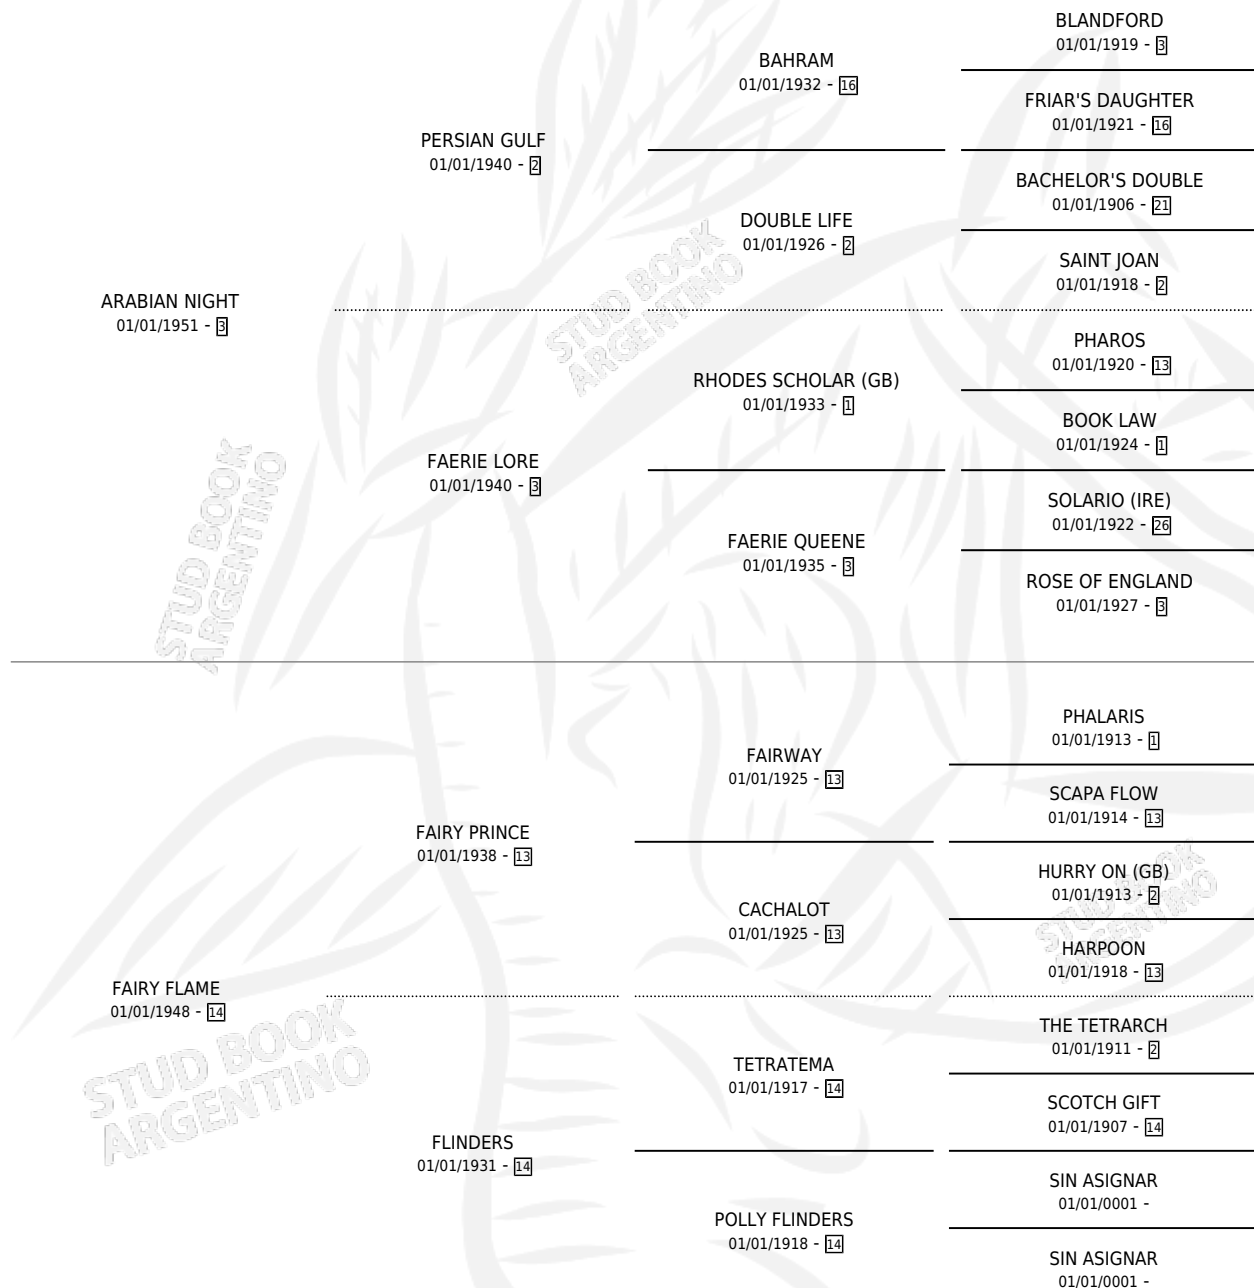 BLANDFORD
01/01/1919 - 3
BAHRAM
01/01/1932 - 16
FRIAR'S DAUGHTER
01/01/1921 - 16
PERSIAN GULF
01/01/1940 - 2
BACHELOR'S DOUBLE
01/01/1906 - 21
DOUBLE LIFE
01/01/1926 - 2
SAINT JOAN
01/01/1918 - 2
ARABIAN NIGHT
01/01/1951 - 3
PHAROS
01/01/1920 - 13
RHODES SCHOLAR (GB)
01/01/1933 - 1
BOOK LAW
01/01/1924 - 1
FAERIE LORE
01/01/1940 - 3
SOLARIO (IRE)
01/01/1922 - 26
FAERIE QUEENE
01/01/1935 - 3
ROSE OF ENGLAND
01/01/1927 - 3
PHALARIS
01/01/1913 - 1
FAIRWAY
01/01/1925 - 13
SCAPA FLOW
01/01/1914 - 13
FAIRY PRINCE
01/01/1938 - 13
HURRY ON (GB)
01/01/1913 - 2
CACHALOT
01/01/1925 - 13
HARPOON
01/01/1918 - 13
FAIRY FLAME
01/01/1948 - 14
THE TETRARCH
01/01/1911 - 2
TETRATEMA
01/01/1917 - 14
SCOTCH GIFT
01/01/1907 - 14
FLINDERS
01/01/1931 - 14
SIN ASIGNAR
01/01/0001 -
POLLY FLINDERS
01/01/1918 - 14
SIN ASIGNAR
01/01/0001 -
STUD BOOK
ARGENTINO
STUD BOOK
ARGENTINO
STUD BOOK
ARGENTINO
STUD BOOK
ARGENTINO